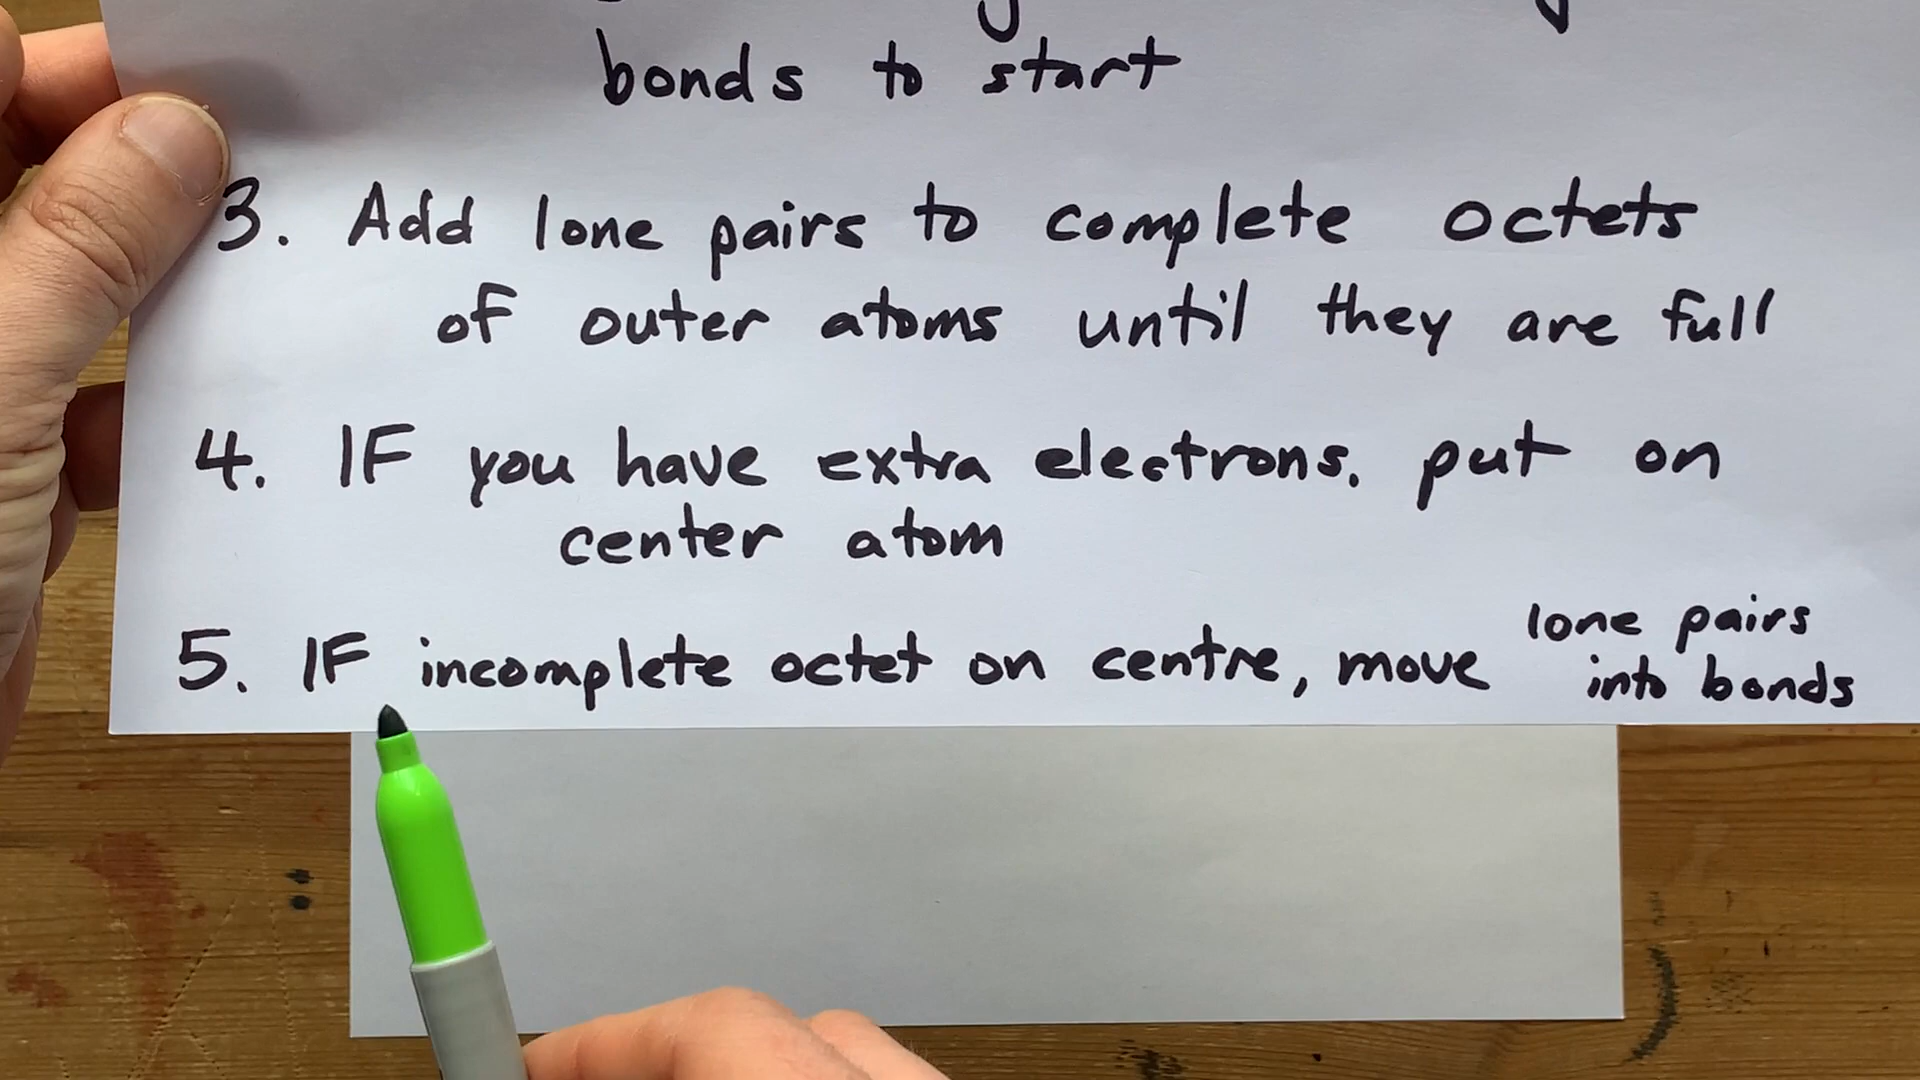 bonds to start
3. Add lone pairs to complete octets
of outer atoms until they are full
4. IF you have extra electrons. put on
center atom
5. IF incomplete octet on centre, move lone pairs
into bonds